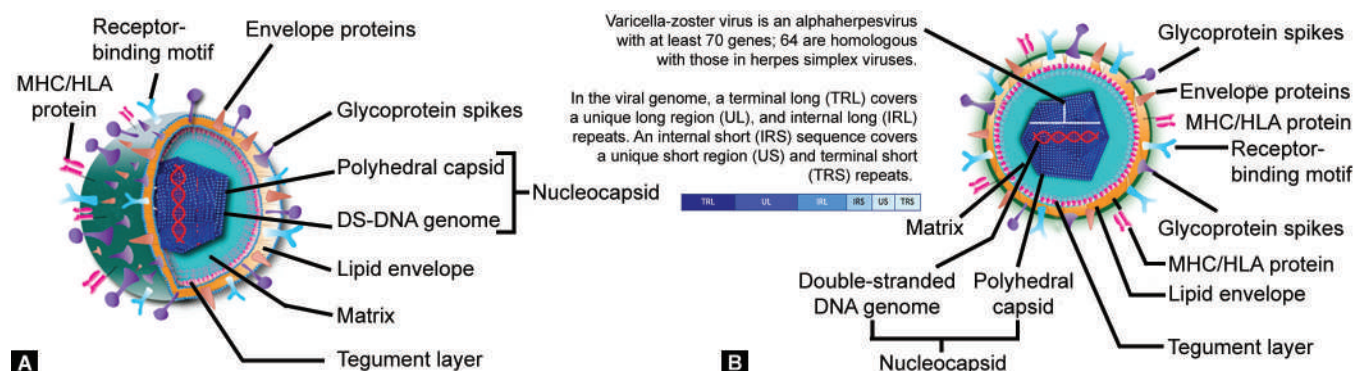 Receptor-
binding motif
Envelope proteins
MHC/HLA
protein
Glycoprotein spikes
Polyhedral capsid
DS-DNA genome
Nucleocapsid
Lipid envelope
Matrix
Tegument layer
A
Varicella-zoster virus is an alphaherpesvirus
with at least 70 genes; 64 are homologous
with those in herpes simplex viruses.
In the viral genome, a terminal long (TRL) covers
a unique long region (UL), and internal long (IRL)
repeats. An internal short (IRS) sequence covers
a unique short region (US) and terminal short
(TRS) repeats.
TRL UL IRL IRS US TRS
Glycoprotein spikes
Envelope proteins
MHC/HLA protein
Receptor-
binding motif
Glycoprotein spikes
MHC/HLA protein
Lipid envelope
Tegument layer
Matrix
Double-stranded
DNA genome
Polyhedral
capsid
Nucleocapsid
B